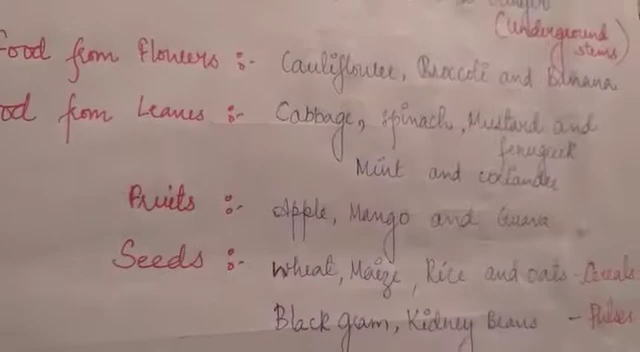 (underground
stems)
Food from flowers :- Cauliflower, Broccoli and Banana
od from Leaves :- Cabbage, spinach, Mustard and
fenugreek
Mint and coriander
Fruits :- Apple, Mango and Guava
Seeds :- Wheat, Maize, Rice and oats - Cereals
Black gram, Kidney Beans - Pulses